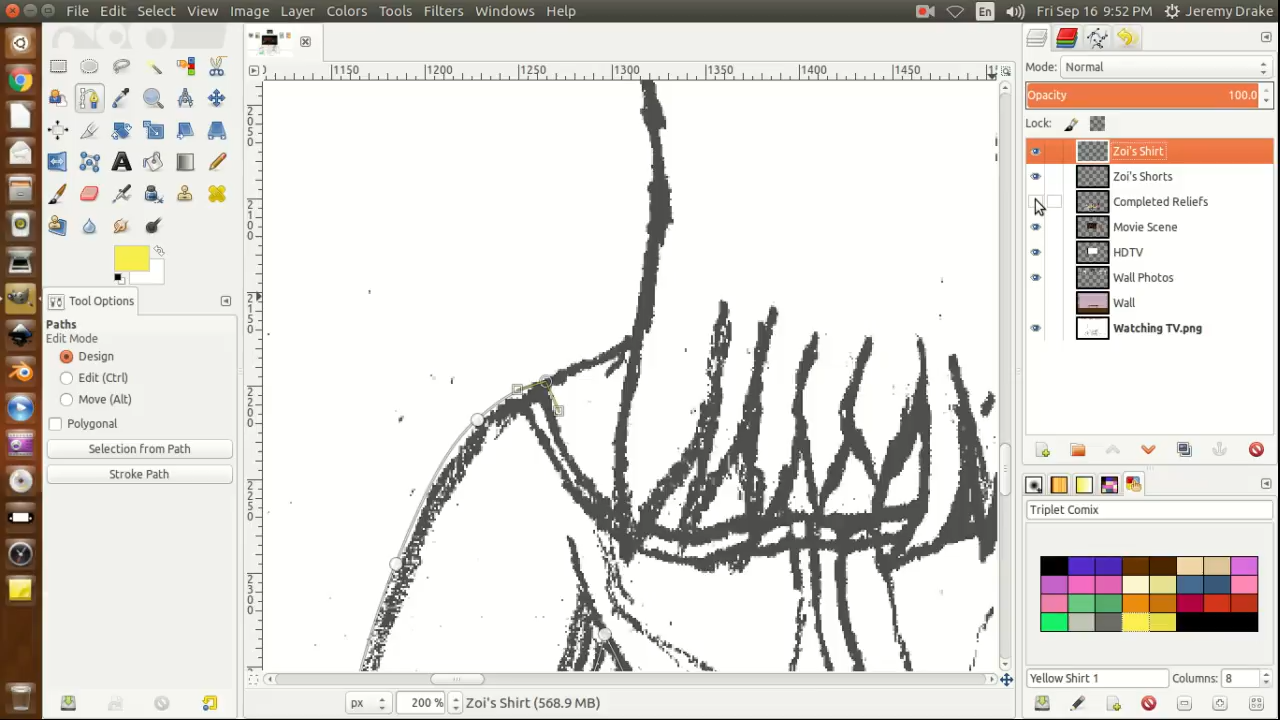 File Edit Select View Image Layer Colors Tools Filters Windows Help
En Fri Sep 16 9:52 PM Jeremy Drake
1150 1200 1250 1300 1350 1400 1450
Mode: Normal
Opacity 100.0
Lock:
Zoi's Shirt
Zoi's Shorts
Completed Reliefs
Movie Scene
HDTV
Wall Photos
Wall
Watching TV.png
Tool Options
Paths
Edit Mode
Design
Edit (Ctrl)
Move (Alt)
Polygonal
Selection from Path
Stroke Path
Triplet Comix
Yellow Shirt 1 Columns: 8
px 200 % Zoi's Shirt (568.9 MB)